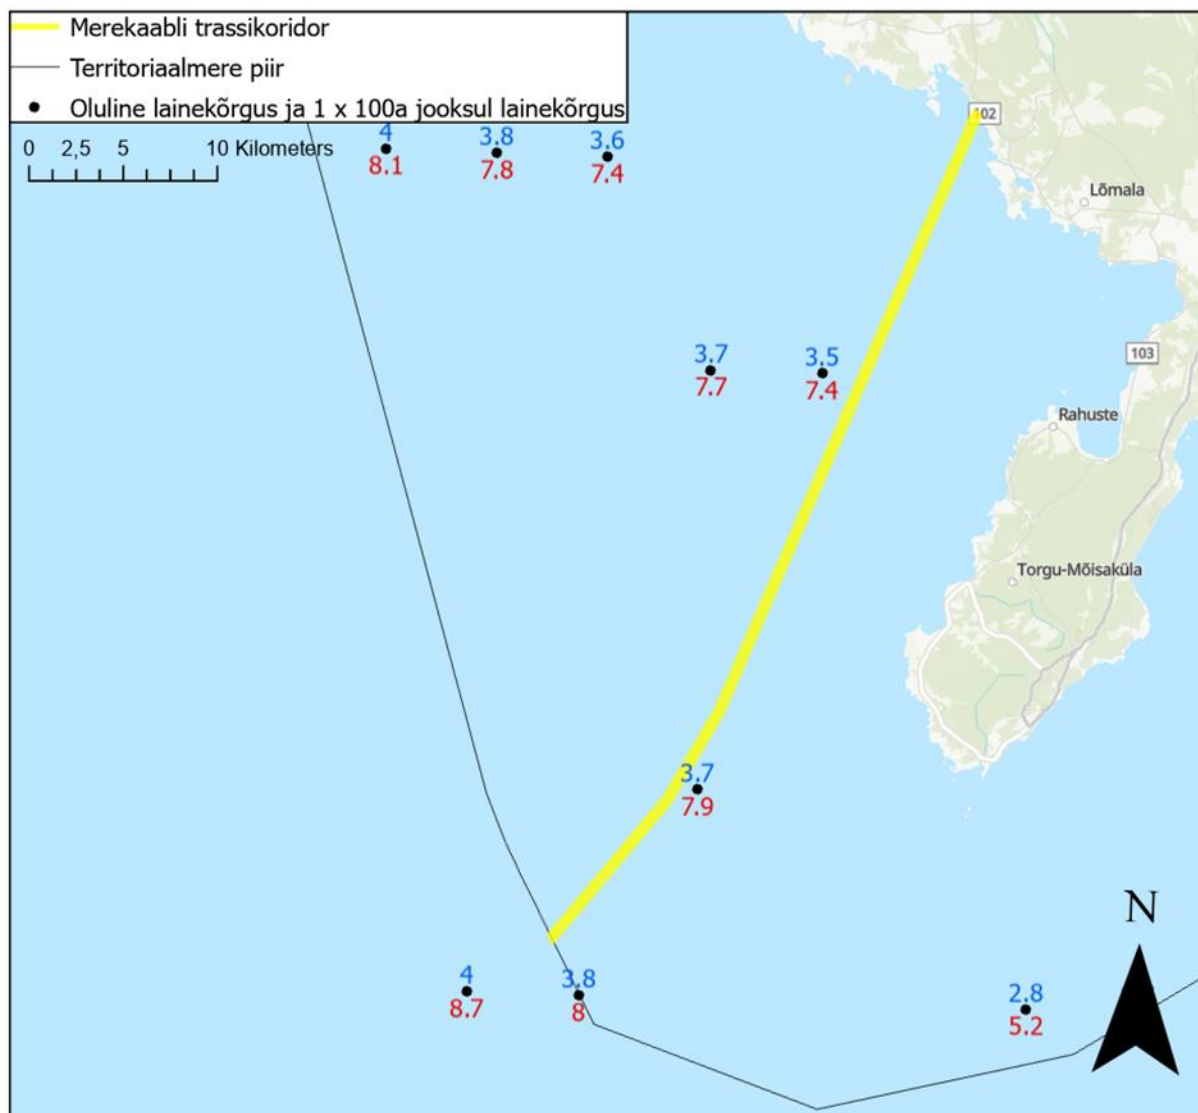 Merekaabli trassikoridor
Territoriaalmere piir
Oluline lainekõrgus ja 1 x 100a jooksul lainekõrgus
0 2,5 5 10 Kilometers
4
8.1
3.8
7.8
3.6
7.4
102
Lõmala
3.7
7.7
3.5
7.4
103
Rahuste
Torgu-Mõisaküla
3.7
7.9
N
4
8.7
3.8
8
2.8
5.2